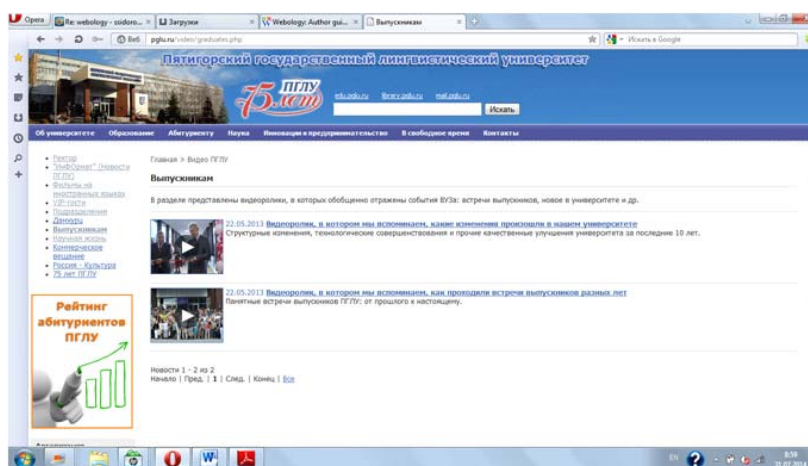 Opera
Re: webology - ssidoro...
Загрузки
Webology: Author gui...
Выпускникам
Веб
pglu.ru/video/graduates.php
Искать в Google
Пятигорский государственный лингвистический университет
75 лет ПГЛУ
edu.pglu.ru
library.pglu.ru
mail.pglu.ru
Искать
Об университете
Образование
Абитуриенту
Наука
Инновации и предпринимательство
В свободное время
Контакты
Ректор
"ИнфОрмат" (Новости ПГЛУ)
Фильмы на иностранных языках
VIP-гости
Подразделения
Дансинг
Выпускникам
Научная жизнь
Коммерческое вещание
Россия - Культура
75 лет ПГЛУ
Главная > Видео ПГЛУ
Выпускникам
В разделе представлены видеоролики, в которых обобщенно отражены события ВУЗа: встречи выпускников, новое в университете и др.
22.05.2013 Видеоролик, в котором мы вспоминаем, какие изменения произошли в нашем университете
Структурные изменения, технологические совершенствования и прочие качественные улучшения университета за последние 10 лет.
22.05.2013 Видеоролик, в котором мы вспоминаем, как проходили встречи выпускников разных лет
Памятные встречи выпускников ПГЛУ: от прошлого к настоящему.
Новости 1 - 2 из 2
Начало | Пред. | 1 | След. | Конец | Все
Рейтинг
абитуриентов
ПГЛУ
EN
8:59